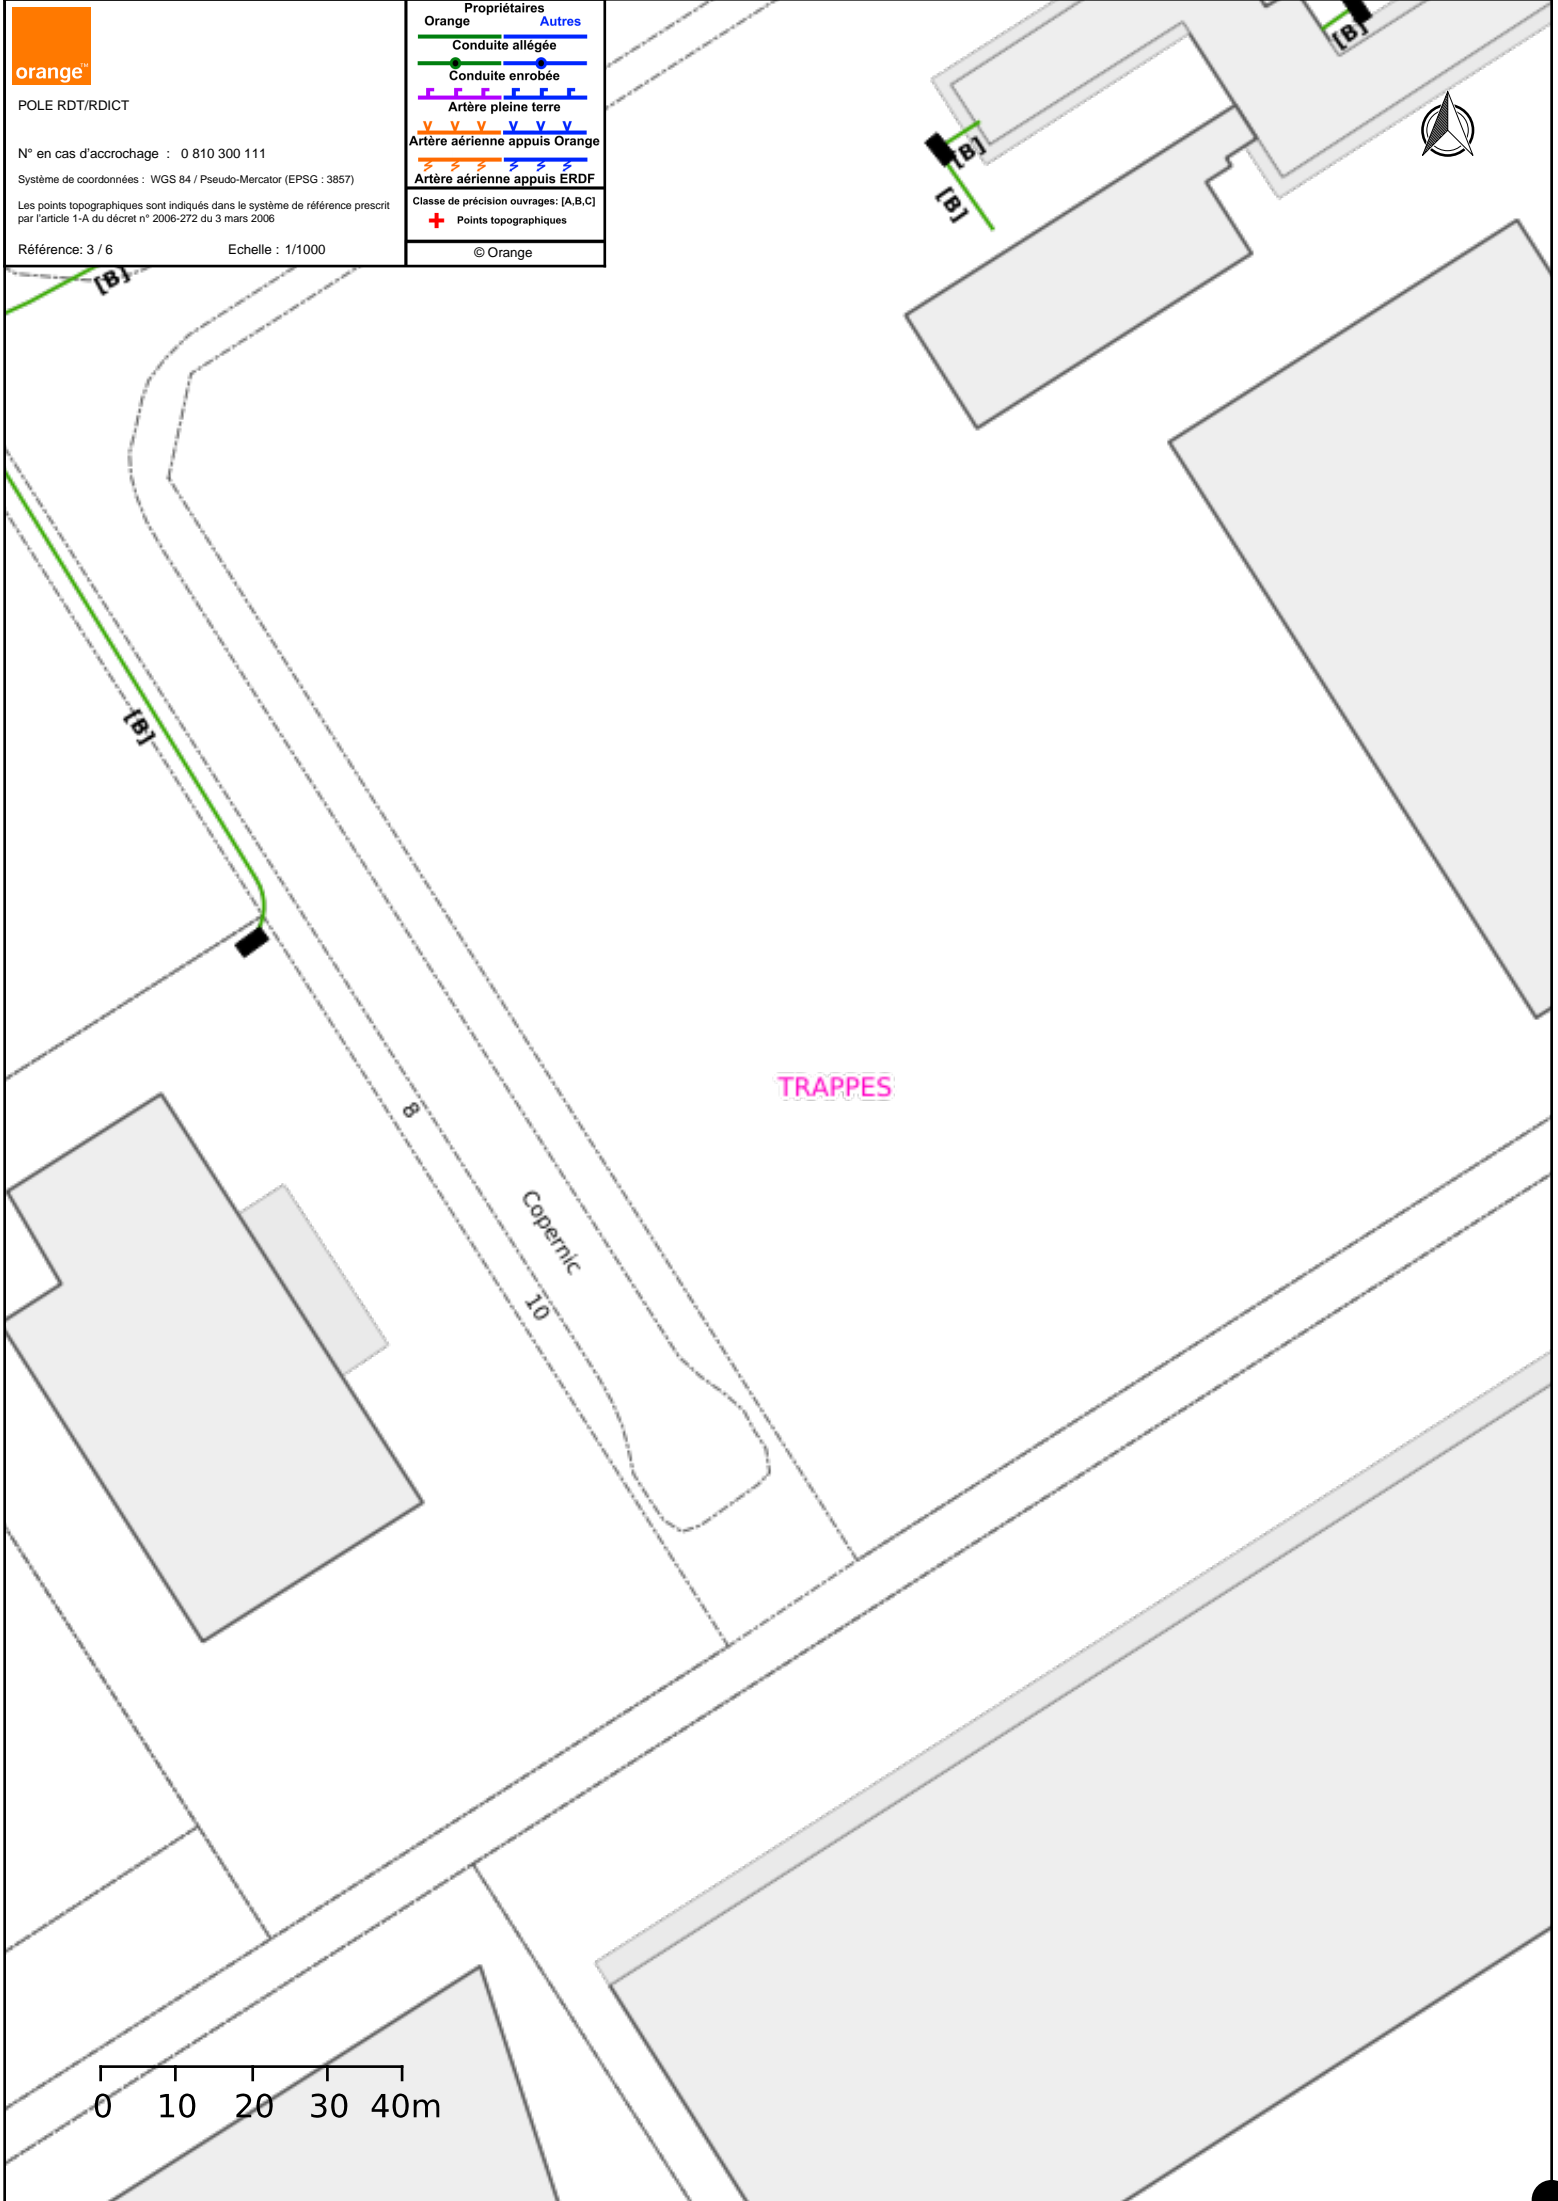 orange™
POLE RDT/RDICT
N° en cas d'accrochage : 0 810 300 111
Système de coordonnées : WGS 84 / Pseudo-Mercator (EPSG : 3857)
Les points topographiques sont indiqués dans le système de référence prescrit
par l'article 1-A du décret n° 2006-272 du 3 mars 2006
Référence: 3 / 6 Echelle : 1/1000
Propriétaires
Orange Autres
Conduite allégée
Conduite enrobée
Artère pleine terre
Artère aérienne appuis Orange
Artère aérienne appuis ERDF
Classe de précision ouvrages: [A,B,C]
Points topographiques
© Orange
[B]
[B]
[B]
[B]
[B]
TRAPPES
8
Copernic
10
0 10 20 30 40m